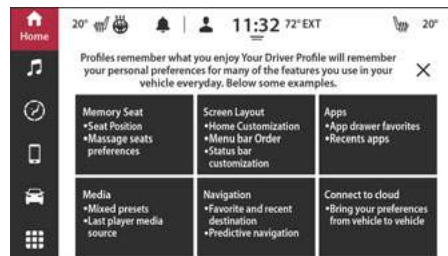 20° 11:32 72°EXT 20°
Home
Profiles remember what you enjoy Your Driver Profile will remember
your personal preferences for many of the features you use in your
vehicle everyday. Below some examples.
Memory Seat
•Seat Position
•Massage seats
preferences
Screen Layout
•Home Customization
•Menu bar Order
•Status bar
customization
Apps
•App drawer favorites
•Recents apps
Media
•Mixed presets
•Last player media
source
Navigation
•Favorite and recent
destination
•Predictive navigation
Connect to cloud
•Bring your preferences
from vehicle to vehicle